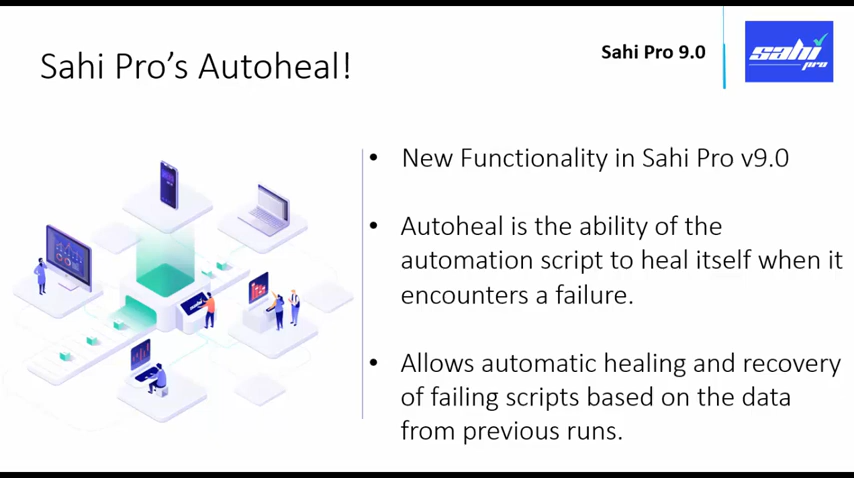 Sahi Pro's Autoheal!
Sahi Pro 9.0
sahi
pro
• New Functionality in Sahi Pro v9.0
• Autoheal is the ability of the
automation script to heal itself when it
encounters a failure.
• Allows automatic healing and recovery
of failing scripts based on the data
from previous runs.